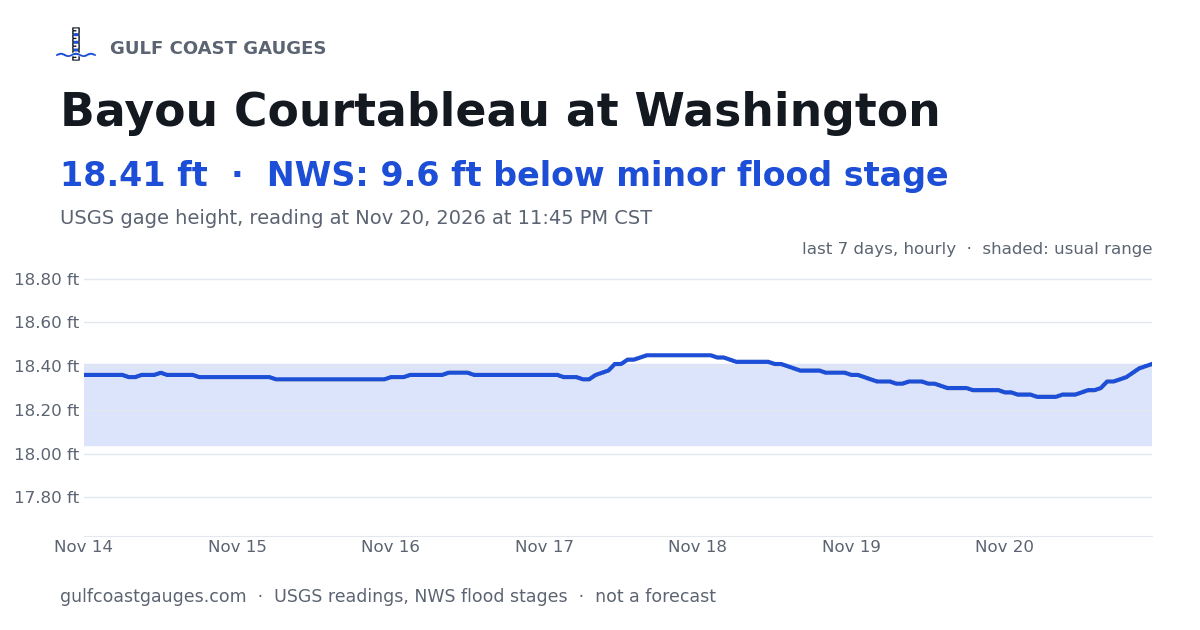 GULF COAST GAUGES
Bayou Courtableau at Washington
18.41 ft · NWS: 9.6 ft below minor flood stage
USGS gage height, reading at Nov 20, 2026 at 11:45 PM CST
last 7 days, hourly · shaded: usual range
18.80 ft
18.60 ft
18.40 ft
18.20 ft
18.00 ft
17.80 ft
Nov 14 Nov 15 Nov 16 Nov 17 Nov 18 Nov 19 Nov 20
gulfcoastgauges.com · USGS readings, NWS flood stages · not a forecast